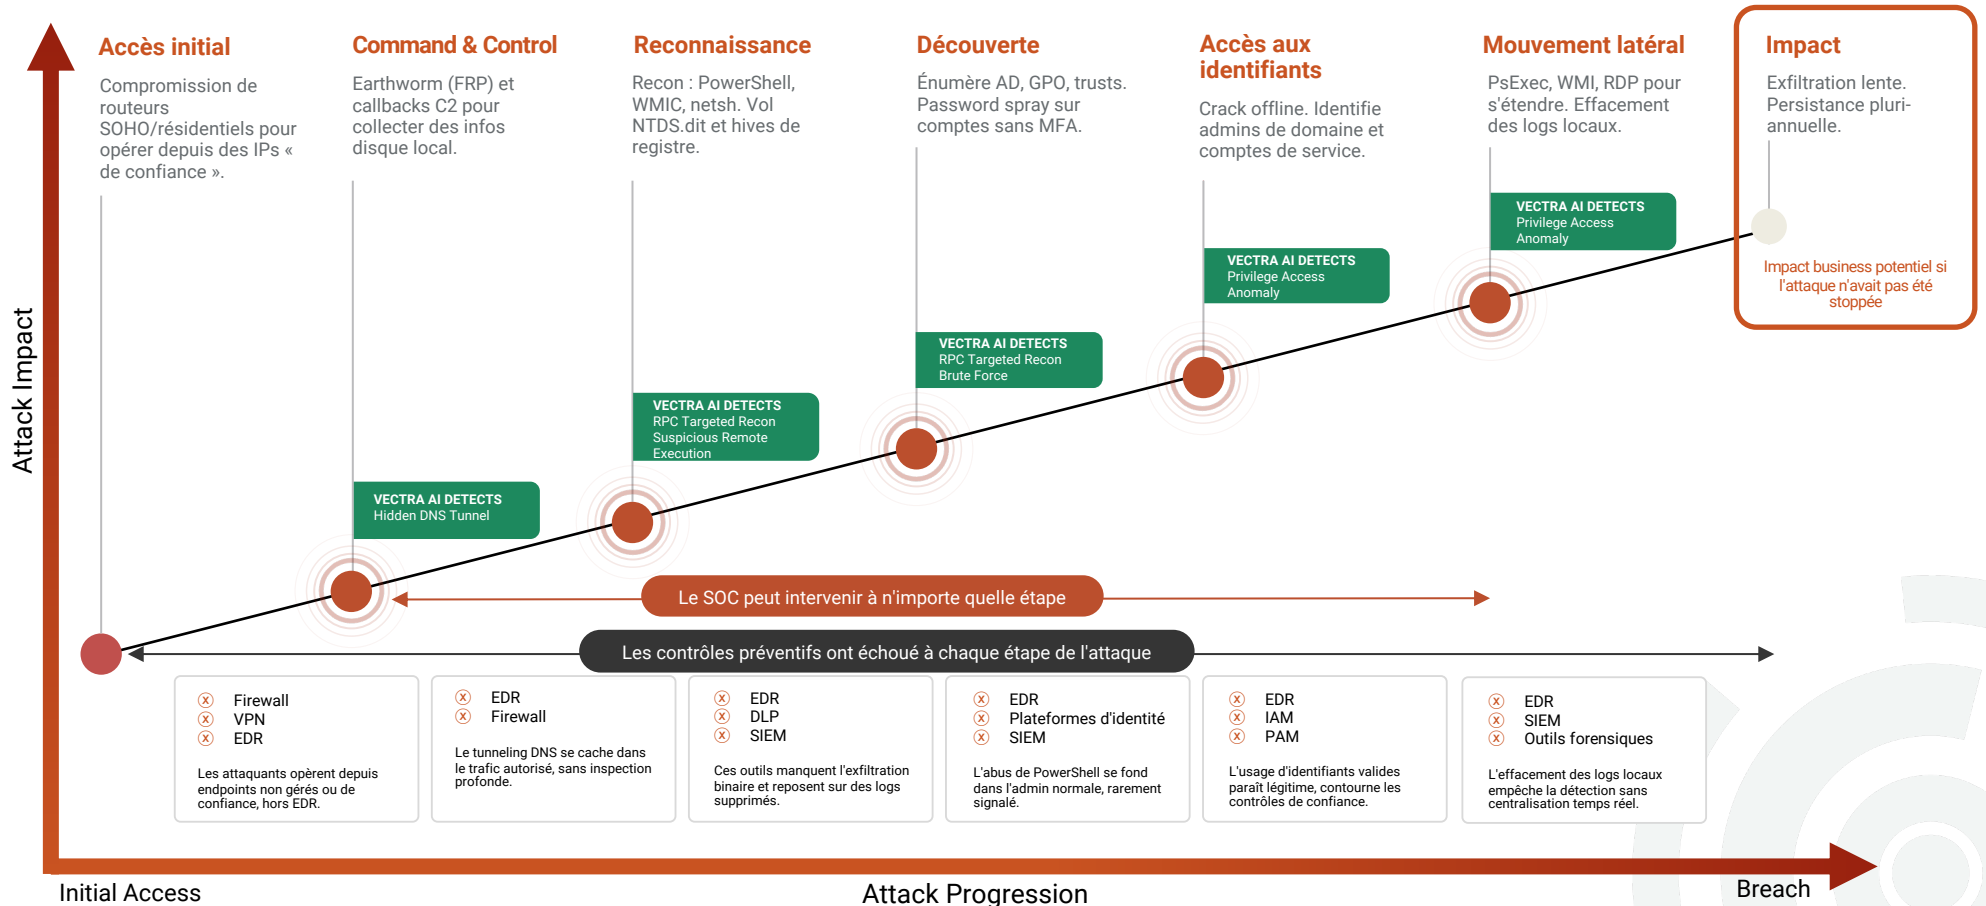 Accès initial
Compromission de
routeurs
SOHO/résidentiels pour
opérer depuis des IPs «
de confiance ».
Command & Control
Earthworm (FRP) et
callbacks C2 pour
collecter des infos
disque local.
Reconnaissance
Recon : PowerShell,
WMIC, netsh. Vol
NTDS.dit et hives de
registre.
Découverte
Énumère AD, GPO, trusts.
Password spray sur
comptes sans MFA.
Accès aux
identifiants
Crack offline. Identifie
admins de domaine et
comptes de service.
Mouvement latéral
PsExec, WMI, RDP pour
s'étendre. Effacement
des logs locaux.
Impact
Exfiltration lente.
Persistance pluri-
annuelle.
Impact business potentiel si
l'attaque n'avait pas été
stoppée
VECTRA AI DETECTS
Privilege Access
Anomaly
VECTRA AI DETECTS
Privilege Access
Anomaly
VECTRA AI DETECTS
RPC Targeted Recon
Brute Force
VECTRA AI DETECTS
RPC Targeted Recon
Suspicious Remote
Execution
VECTRA AI DETECTS
Hidden DNS Tunnel
Attack Impact
Le SOC peut intervenir à n'importe quelle étape
Les contrôles préventifs ont échoué à chaque étape de l'attaque
x Firewall
x VPN
x EDR
Les attaquants opèrent depuis
endpoints non gérés ou de
confiance, hors EDR.
x EDR
x Firewall
Le tunneling DNS se cache dans
le trafic autorisé, sans inspection
profonde.
x EDR
x DLP
x SIEM
Ces outils manquent l'exfiltration
binaire et reposent sur des logs
supprimés.
x EDR
x Plateformes d'identité
x SIEM
L'abus de PowerShell se fond
dans l'admin normale, rarement
signalé.
x EDR
x IAM
x PAM
L'usage d'identifiants valides
paraît légitime, contourne les
contrôles de confiance.
x EDR
x SIEM
x Outils forensiques
L'effacement des logs locaux
empêche la détection sans
centralisation temps réel.
Initial Access
Attack Progression
Breach